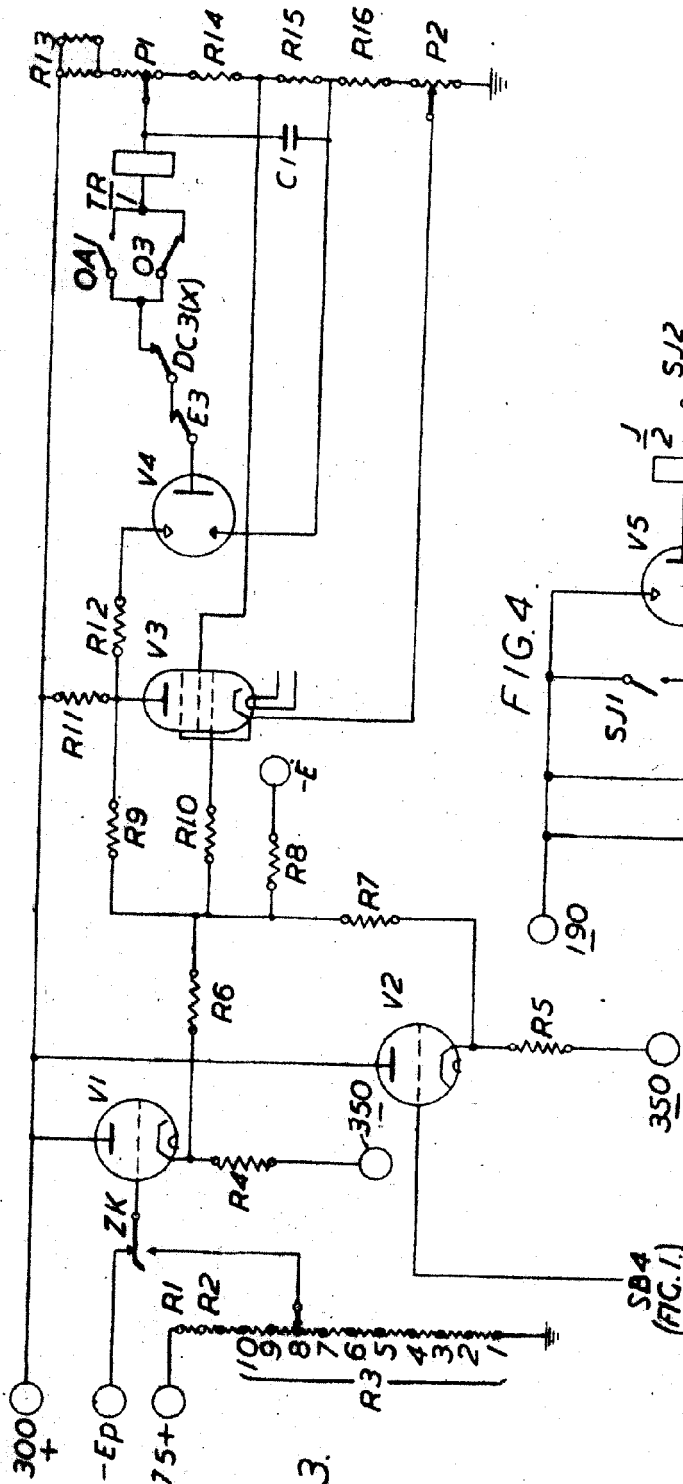 300
+
-Ep
75+
3.
R1
R2
10
9
8
7
6
5
4
3
2
1
R3
ZK
V1
R4
350
-
SB4
(FIG.1.)
R6
V2
R5
350
-
R7
R8
-E
R9
R10
R11
R12
V3
V4
E3
DC3(X)
OA1
O3
TR
1
C1
R13
P1
R14
R15
R16
P2
FIG.4
190
-
SJ1
V5
J
2
SJ2